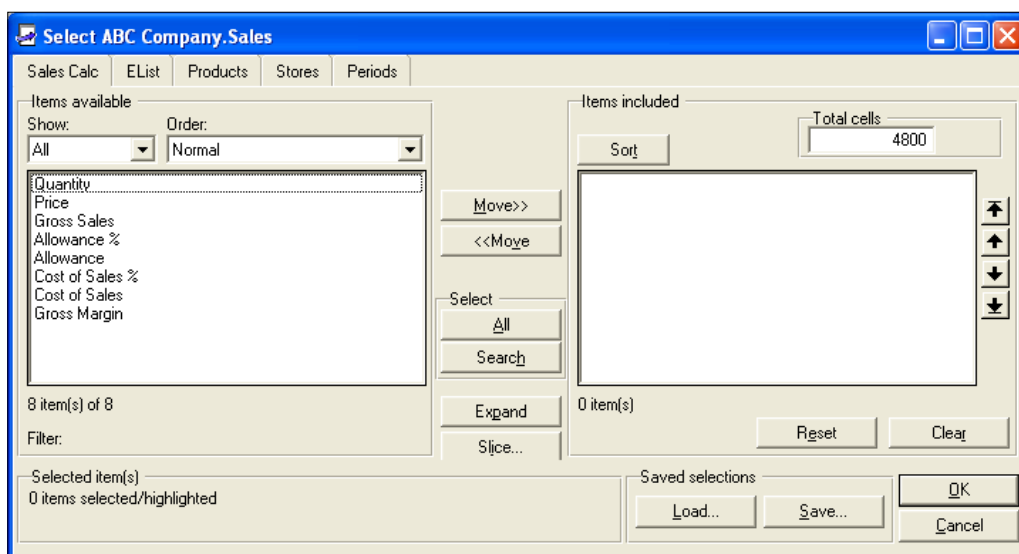 Select ABC Company.Sales
Sales Calc EList Products Stores Periods
Items available
Show: Order:
All Normal
Quantity
Price
Gross Sales
Allowance %
Allowance
Cost of Sales %
Cost of Sales
Gross Margin
8 item(s) of 8
Filter:
Move>>
<<Move
Select
All
Search
Expand
Slice...
Items included
Total cells
Sort
4800
0 item(s)
Reset Clear
Selected item(s)
0 items selected/highlighted
Saved selections
Load... Save...
OK
Cancel